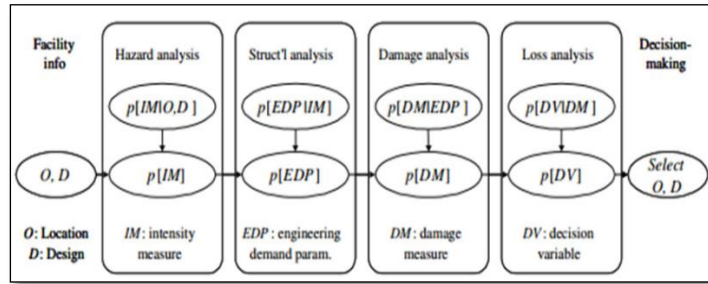 Facility
info
Hazard analysis
Struct'l analysis
Damage analysis
Loss analysis
Decision-
making
p[IM\O,D ]
p[EDP\IM]
p[DM\EDP]
p[DV\DM]
O, D
p[IM]
p[EDP]
p[DM]
p[DV]
Select
O, D
O: Location
D: Design
IM: intensity
measure
EDP : engineering
demand param.
DM : damage
measure
DV : decision
variable